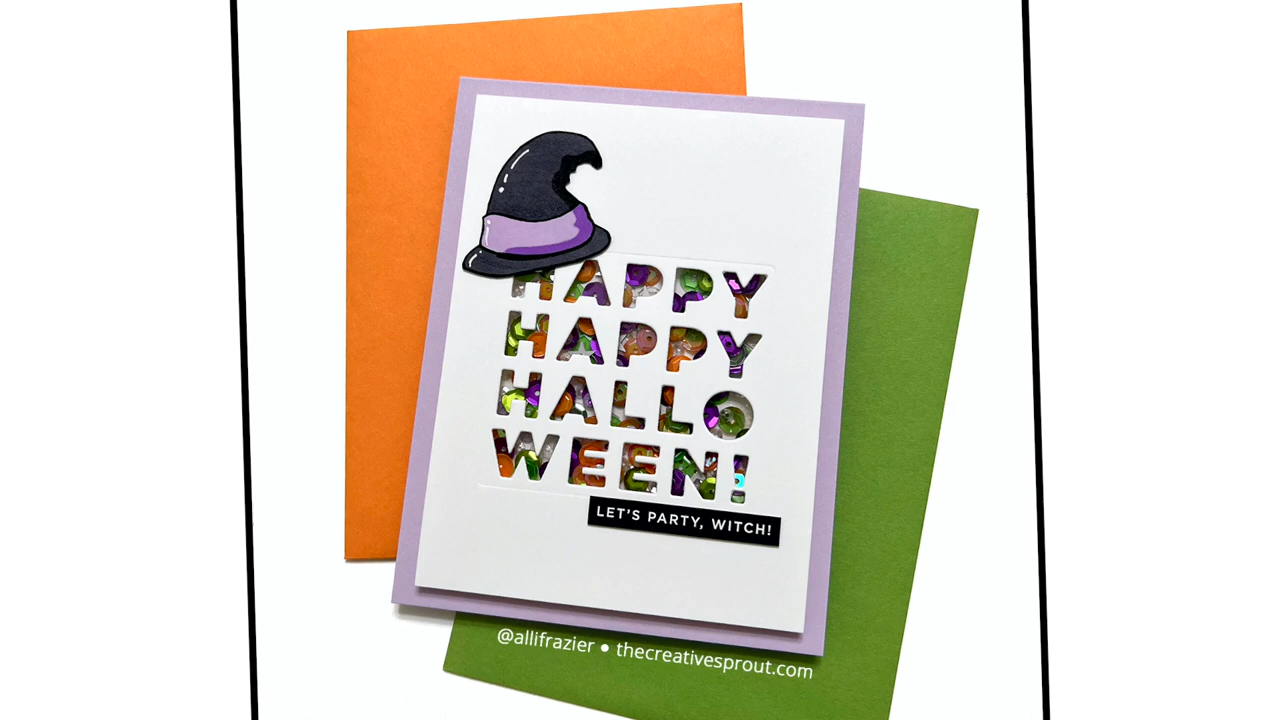 HAPPY
HAPPY
HALLO
WEEN!
LET'S PARTY, WITCH!
@allifrazier • thecreativesprout.com